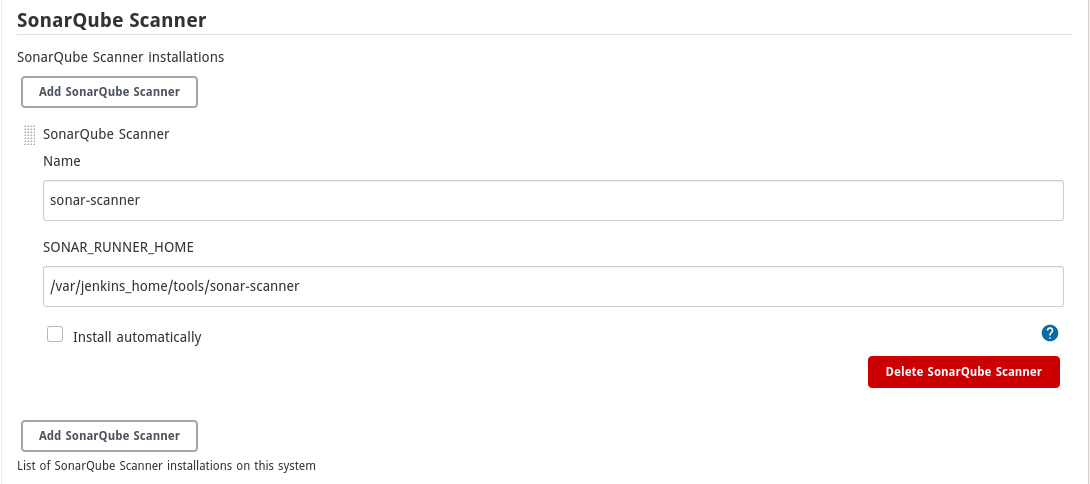 SonarQube Scanner
SonarQube Scanner installations
Add SonarQube Scanner
SonarQube Scanner
Name
sonar-scanner
SONAR_RUNNER_HOME
/var/jenkins_home/tools/sonar-scanner
Install automatically
?
Delete SonarQube Scanner
Add SonarQube Scanner
List of SonarQube Scanner installations on this system